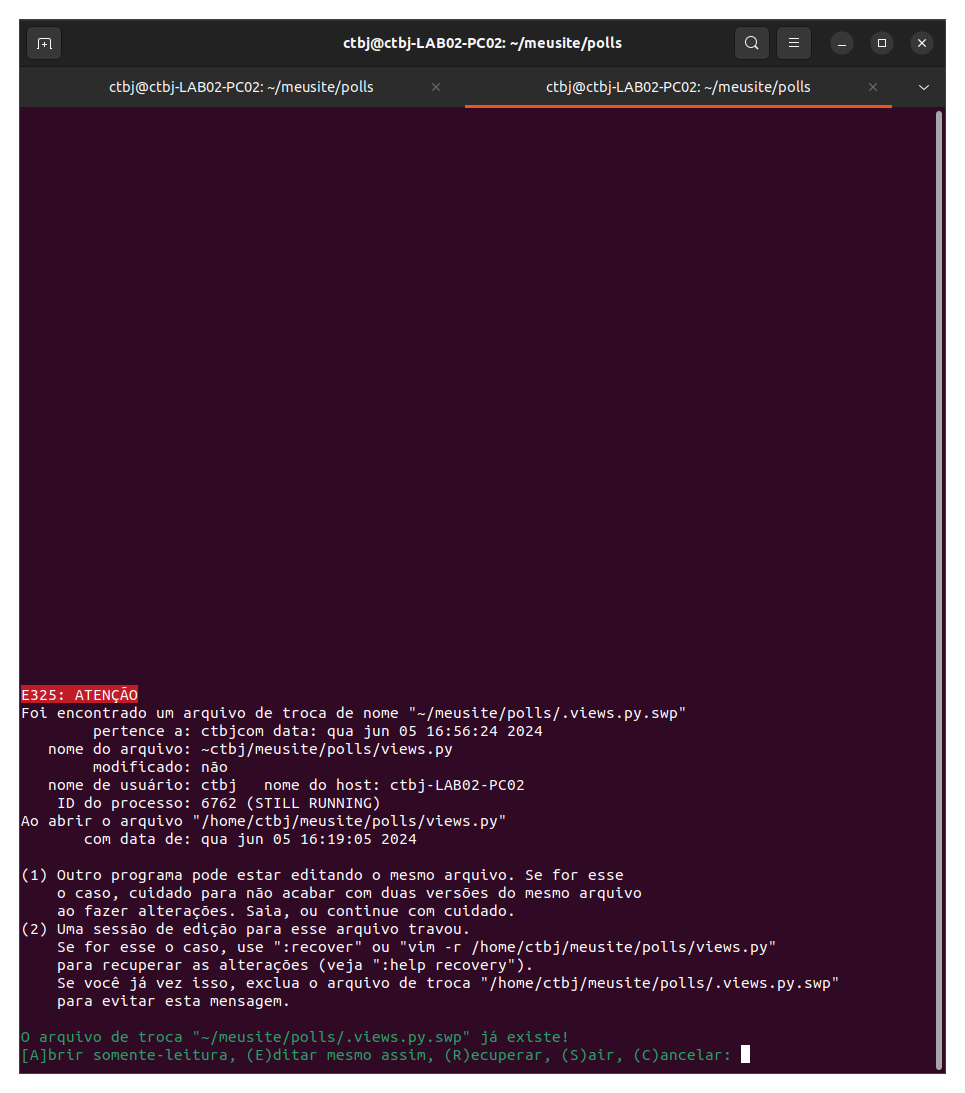 ctbj@ctbj-LAB02-PC02: ~/meusite/polls
ctbj@ctbj-LAB02-PC02: ~/meusite/polls
ctbj@ctbj-LAB02-PC02: ~/meusite/polls
E325: ATENÇÃO
Foi encontrado um arquivo de troca de nome "~/meusite/polls/.views.py.swp"
pertence a: ctbjcom data: qua jun 05 16:56:24 2024
nome do arquivo: ~ctbj/meusite/polls/views.py
modificado: não
nome de usuário: ctbj   nome do host: ctbj-LAB02-PC02
ID do processo: 6762 (STILL RUNNING)
Ao abrir o arquivo "/home/ctbj/meusite/polls/views.py"
com data de: qua jun 05 16:19:05 2024
(1) Outro programa pode estar editando o mesmo arquivo. Se for esse
o caso, cuidado para não acabar com duas versões do mesmo arquivo
ao fazer alterações. Saia, ou continue com cuidado.
(2) Uma sessão de edição para esse arquivo travou.
Se for esse o caso, use ":recover" ou "vim -r /home/ctbj/meusite/polls/views.py"
para recuperar as alterações (veja ":help recovery").
Se você já vez isso, exclua o arquivo de troca "/home/ctbj/meusite/polls/.views.py.swp"
para evitar esta mensagem.
O arquivo de troca "~/meusite/polls/.views.py.swp" já existe!
[A]brir somente-leitura, (E)ditar mesmo assim, (R)ecuperar, (S)air, (C)ancelar: